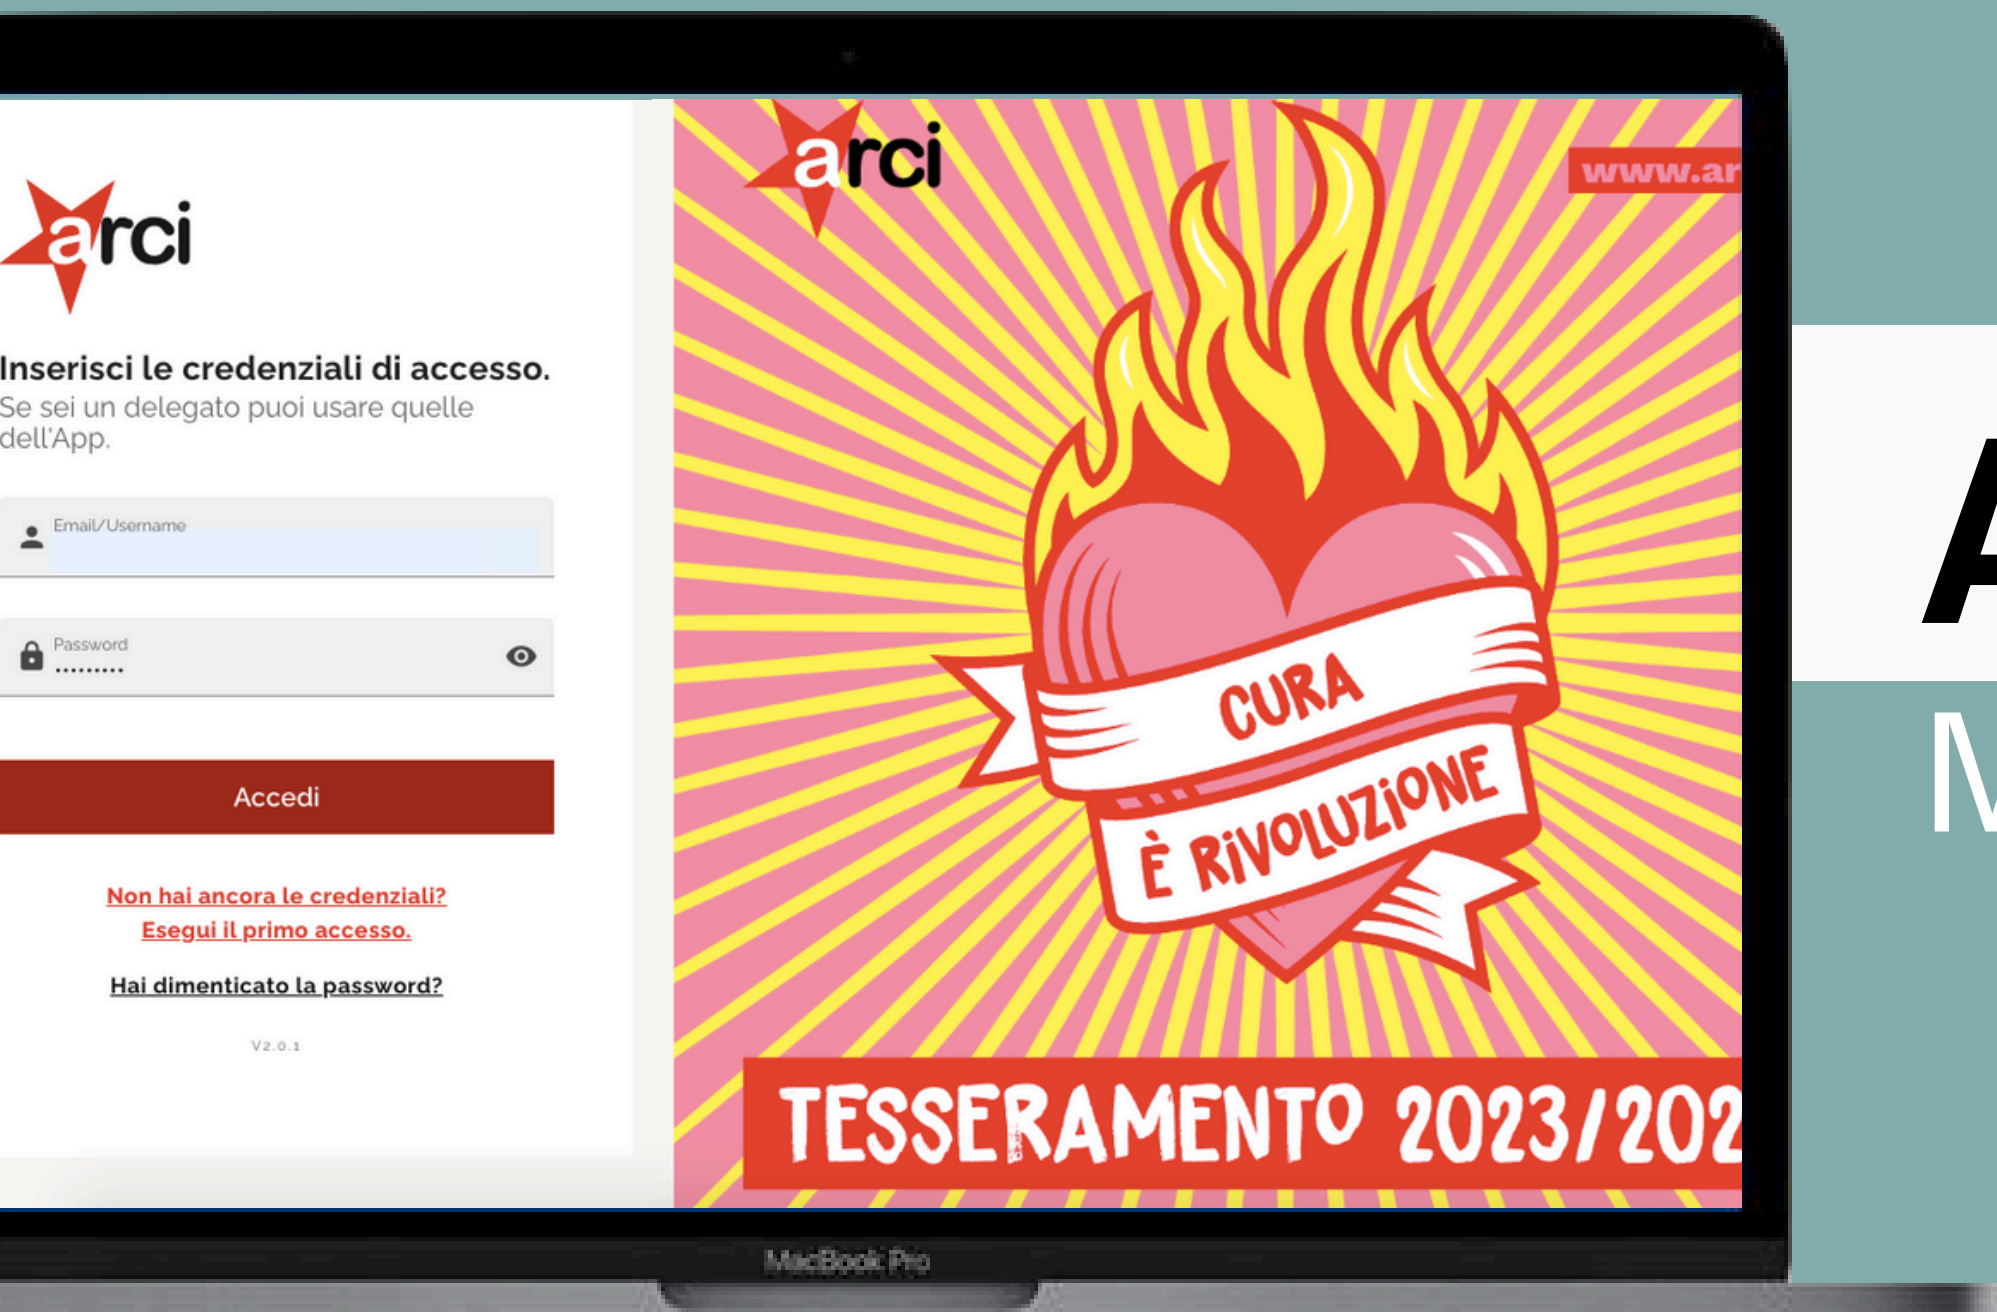 arci
Inserisci le credenziali di accesso.
Se sei un delegato puoi usare quelle
dell'App.
Email/Username
Password
Accedi
Non hai ancora le credenziali?
Esegui il primo accesso.
Hai dimenticato la password?
V2.0.1
arci
www.ar
CURA
È RiVOLUZiONE
TESSERAMENTO 2023/202
MacBook Pro
A
M